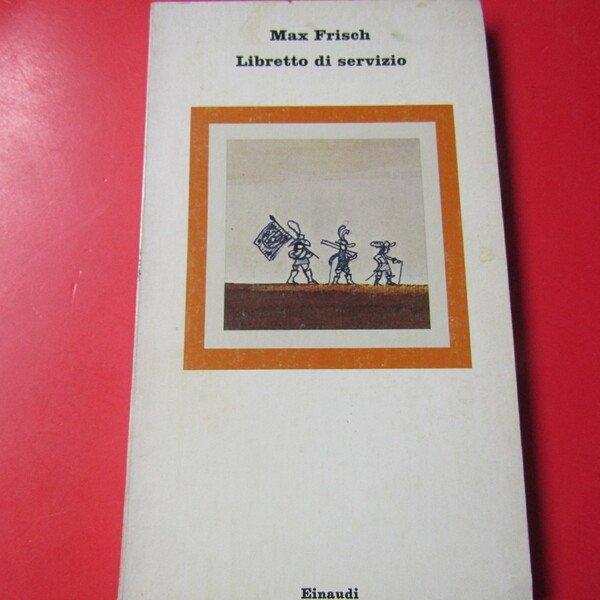 Max Frisch
Libretto di servizio
Einaudi